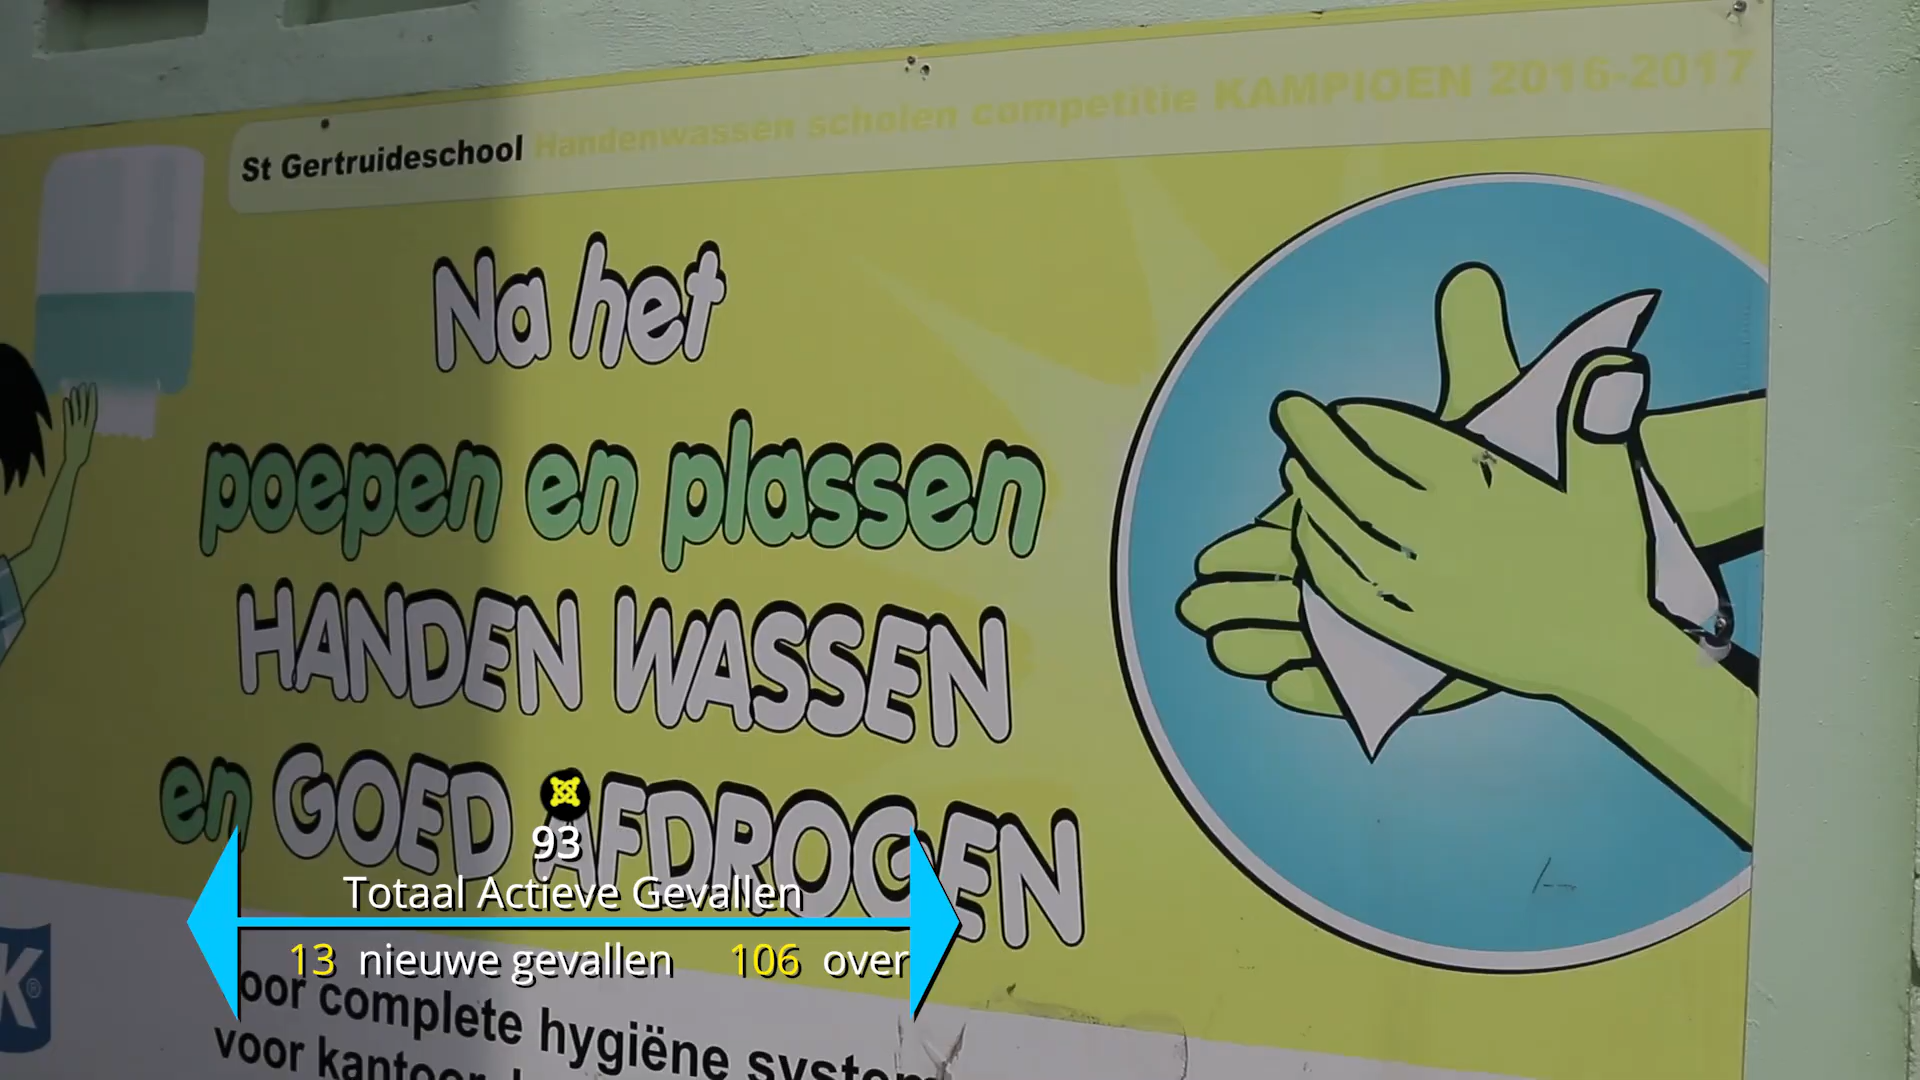 St Gertruideschool Handenwassen scholen competitie KAMPIOEN 2016-2017
Na het
poepen en plassen
HANDEN WASSEN
en GOED AFDROGEN
93
Totaal Actieve Gevallen
13 nieuwe gevallen 106 over
K®
oor complete hygiëne system
voor kantoor